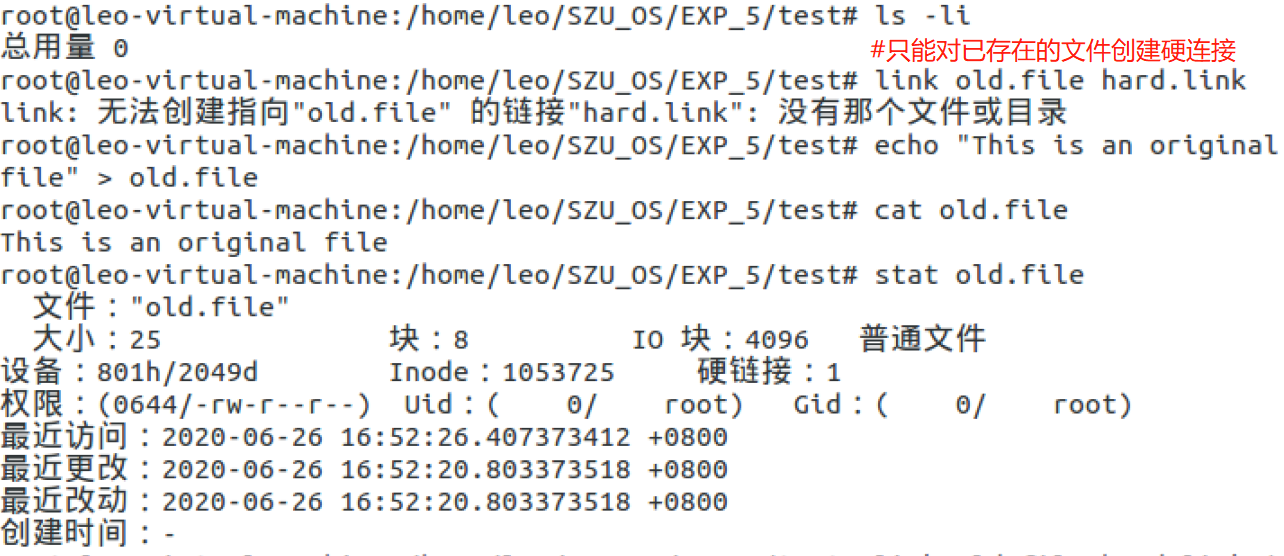 root@leo-virtual-machine:/home/leo/SZU_OS/EXP_5/test# ls -li
总用量 0
#只能对已存在的文件创建硬连接
root@leo-virtual-machine:/home/leo/SZU_OS/EXP_5/test# link old.file hard.link
link: 无法创建指向"old.file" 的链接"hard.link": 没有那个文件或目录
root@leo-virtual-machine:/home/leo/SZU_OS/EXP_5/test# echo "This is an original
file" > old.file
root@leo-virtual-machine:/home/leo/SZU_OS/EXP_5/test# cat old.file
This is an original file
root@leo-virtual-machine:/home/leo/SZU_OS/EXP_5/test# stat old.file
文件："old.file"
大小：25 块：8 IO 块：4096 普通文件
设备：801h/2049d Inode：1053725 硬链接：1
权限：(0644/-rw-r--r--) Uid：( 0/ root) Gid：( 0/ root)
最近访问：2020-06-26 16:52:26.407373412 +0800
最近更改：2020-06-26 16:52:20.803373518 +0800
最近改动：2020-06-26 16:52:20.803373518 +0800
创建时间：-